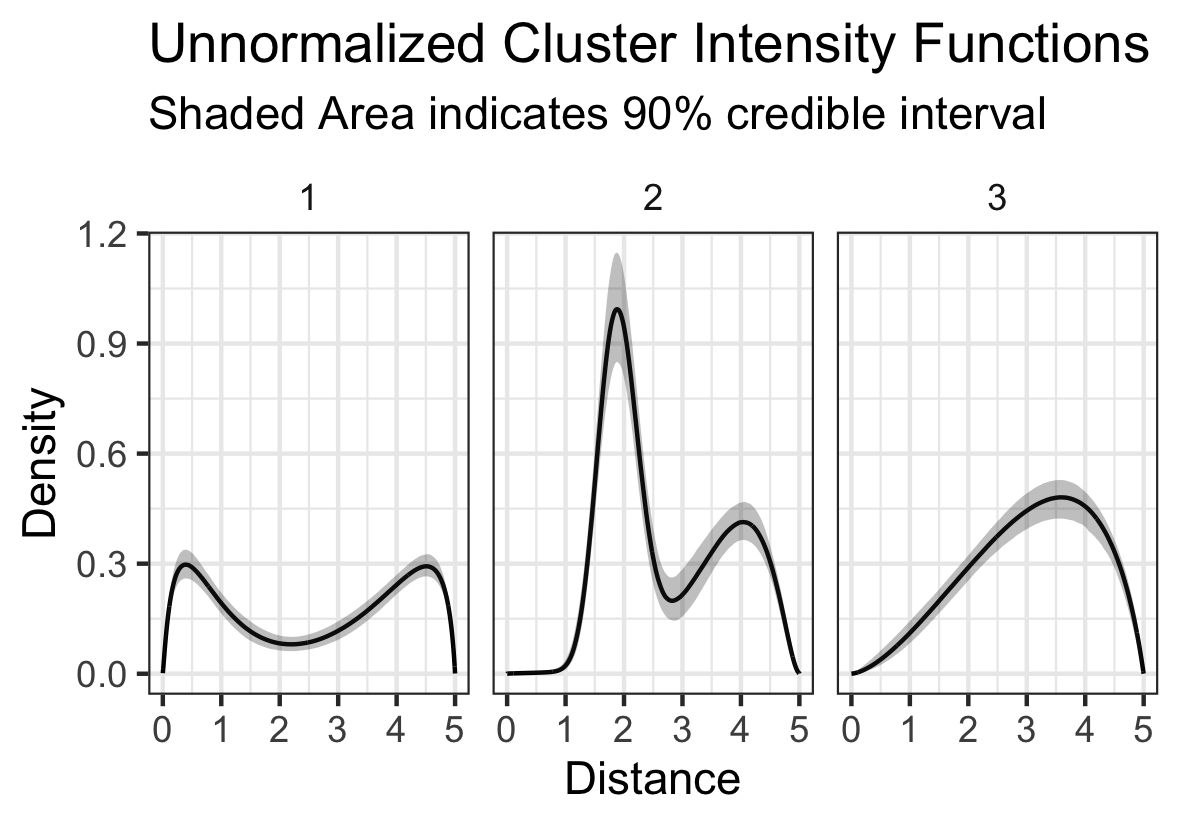 Unnormalized Cluster Intensity Functions
Shaded Area indicates 90% credible interval
1 2 3
1.2
0.9
0.6
0.3
0.0
Density
0 1 2 3 4 5 0 1 2 3 4 5 0 1 2 3 4 5
Distance